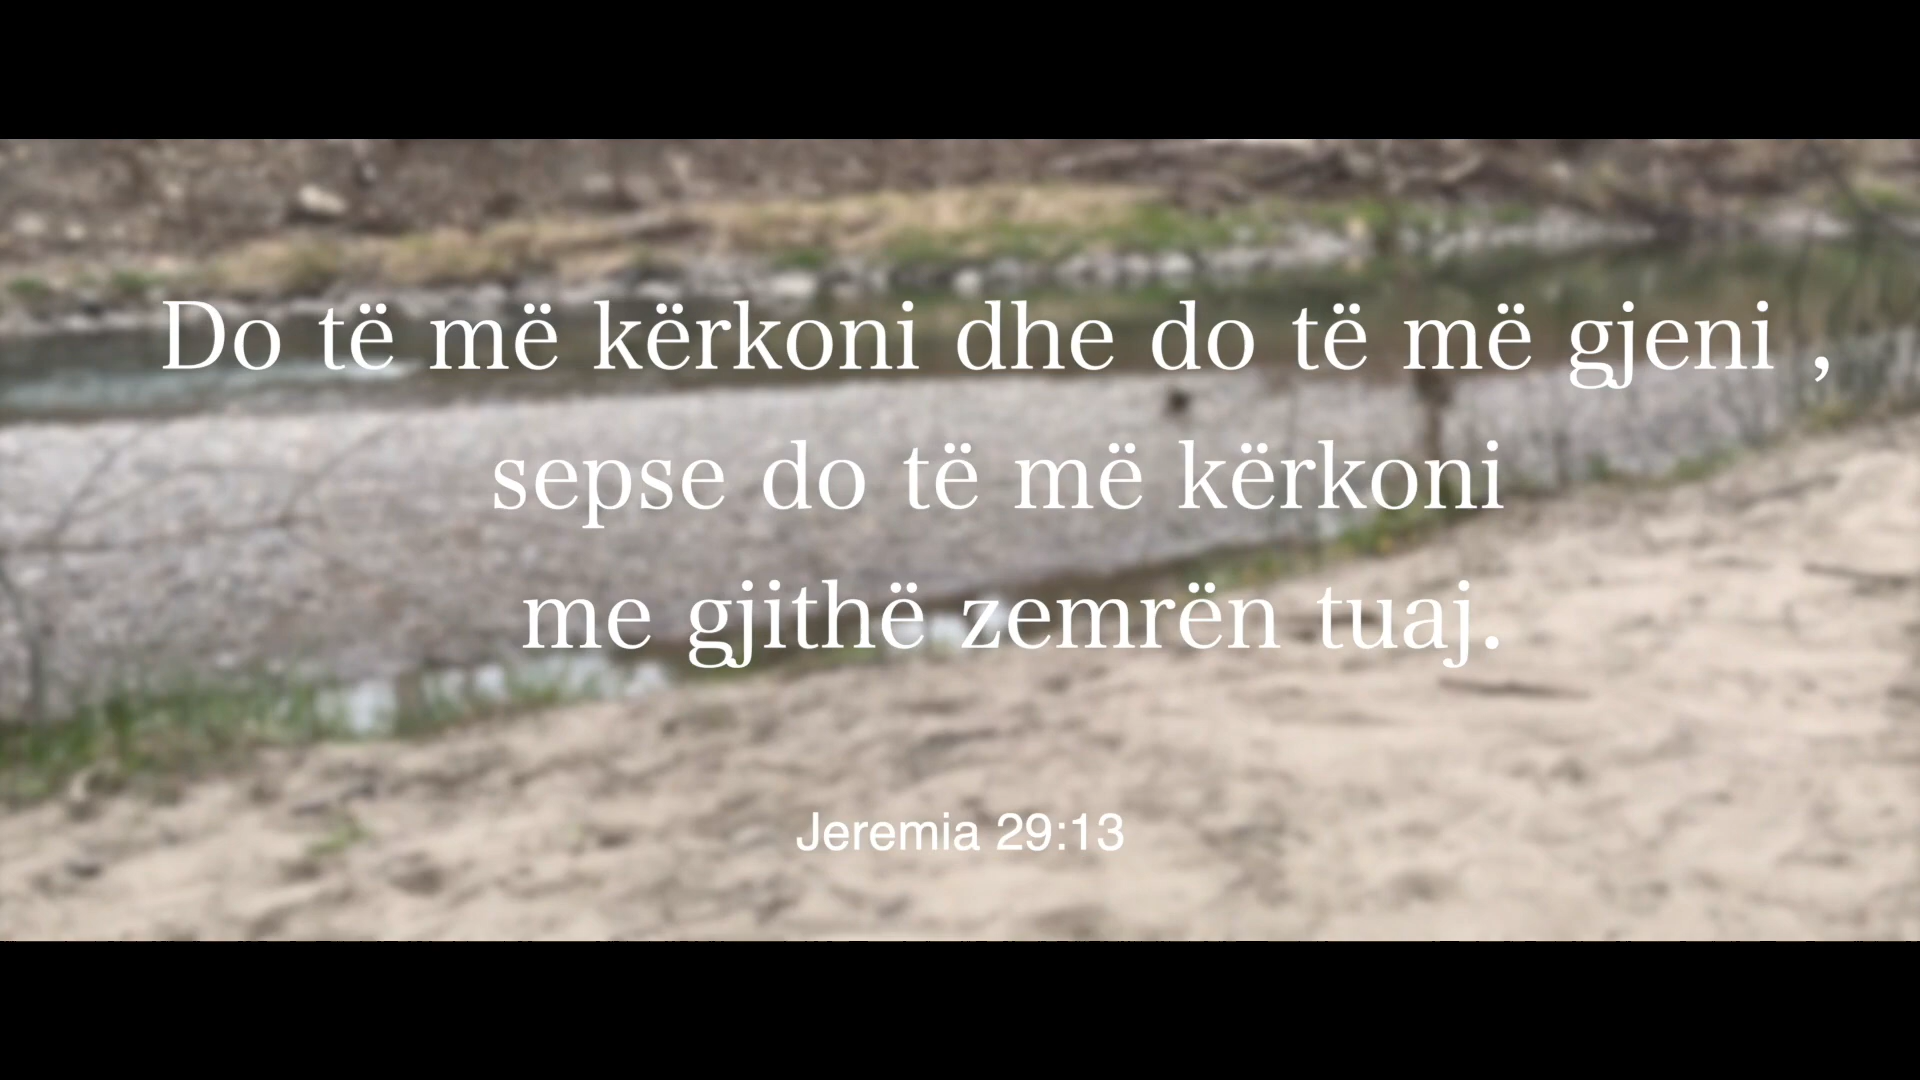 Do të më kërkoni dhe do të më gjeni ,
sepse do të më kërkoni
me gjithë zemrën tuaj.
Jeremia 29:13